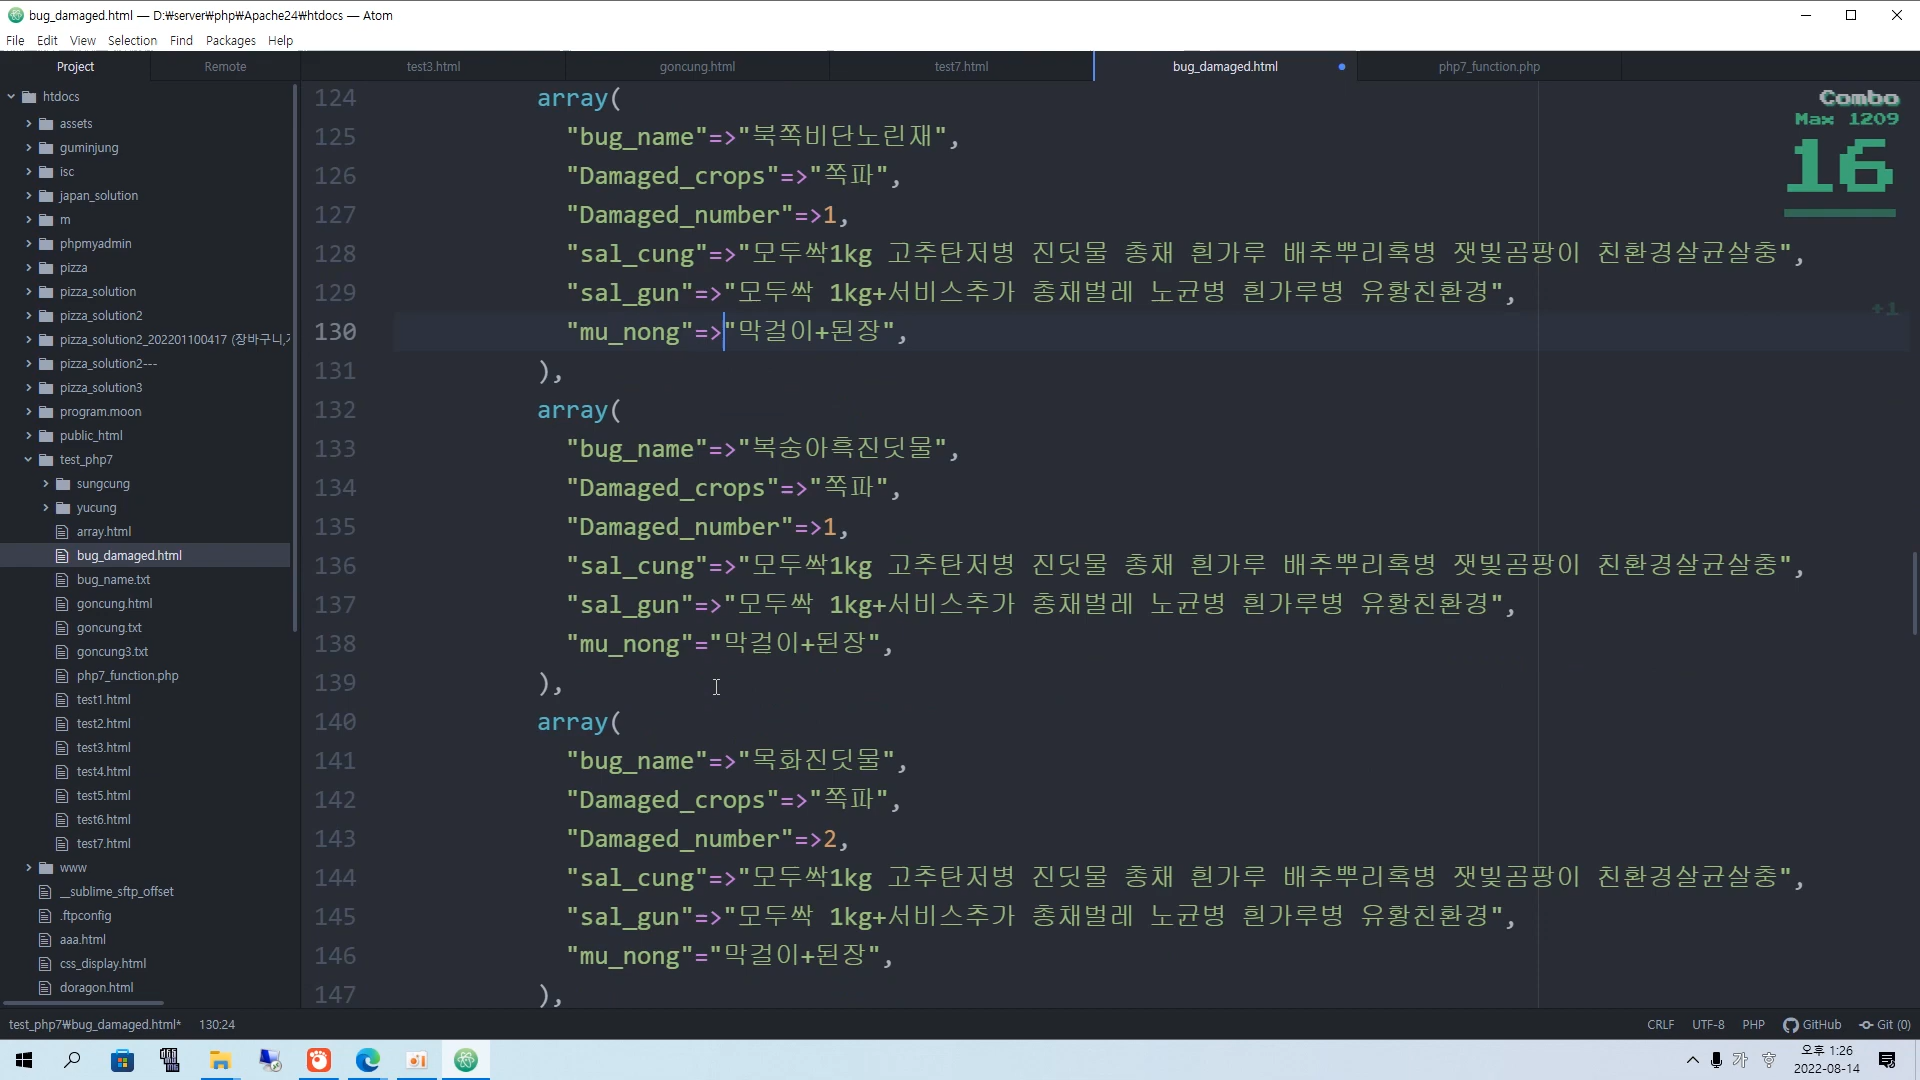 bug_damaged.html — D:₩server₩php₩Apache24₩htdocs — Atom
File Edit View Selection Find Packages Help
Project Remote test3.html goncung.html test7.html bug_damaged.html php7_function.php
htdocs
assets
guminjung
isc
japan_solution
m
phpmyadmin
pizza
pizza_solution
pizza_solution2
pizza_solution2_202201100417 (장바구니,
pizza_solution2---
pizza_solution3
program.moon
public_html
test_php7
sungcung
yucung
array.html
bug_damaged.html
bug_name.txt
goncung.html
goncung.txt
goncung3.txt
php7_function.php
test1.html
test2.html
test3.html
test4.html
test5.html
test6.html
test7.html
www
__sublime_sftp_offset
.ftpconfig
aaa.html
css_display.html
doragon.html
124 array(
125 "bug_name"=>"북쪽비단노린재",
126 "Damaged_crops"=>"쪽파",
127 "Damaged_number"=>1,
128 "sal_cung"=>"모두싹1kg 고추탄저병 진딧물 총채 흰가루 배추뿌리혹병 잿빛곰팡이 친환경살균살충",
129 "sal_gun"=>"모두싹 1kg+서비스추가 총채벌레 노균병 흰가루병 유황친환경",
130 "mu_nong"=>"막걸이+된장",
131 ),
132 array(
133 "bug_name"=>"복숭아흑진딧물",
134 "Damaged_crops"=>"쪽파",
135 "Damaged_number"=>1,
136 "sal_cung"=>"모두싹1kg 고추탄저병 진딧물 총채 흰가루 배추뿌리혹병 잿빛곰팡이 친환경살균살충",
137 "sal_gun"=>"모두싹 1kg+서비스추가 총채벌레 노균병 흰가루병 유황친환경",
138 "mu_nong"="막걸이+된장",
139 ),
140 array(
141 "bug_name"=>"목화진딧물",
142 "Damaged_crops"=>"쪽파",
143 "Damaged_number"=>2,
144 "sal_cung"=>"모두싹1kg 고추탄저병 진딧물 총채 흰가루 배추뿌리혹병 잿빛곰팡이 친환경살균살충",
145 "sal_gun"=>"모두싹 1kg+서비스추가 총채벌레 노균병 흰가루병 유황친환경",
146 "mu_nong"="막걸이+된장",
147 ),
Combo
Max 1209
16
+1
test_php7₩bug_damaged.html* 130:24 CRLF UTF-8 PHP GitHub Git (0)
가 오후 1:26
2022-08-14